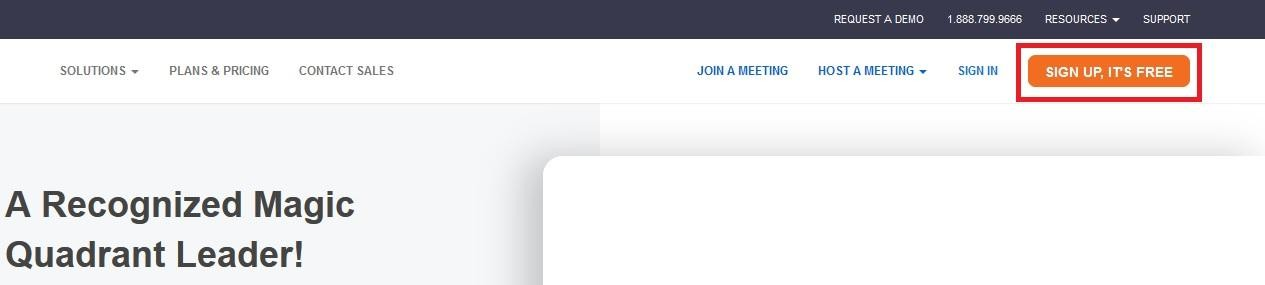 REQUEST A DEMO 1.888.799.9666 RESOURCES SUPPORT
SOLUTIONS PLANS & PRICING CONTACT SALES JOIN A MEETING HOST A MEETING SIGN IN SIGN UP, IT'S FREE
A Recognized Magic
Quadrant Leader!